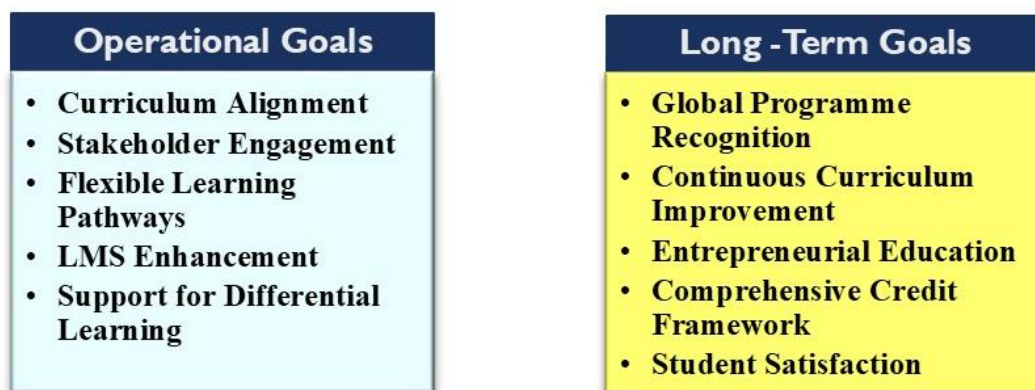 Operational Goals
• Curriculum Alignment
• Stakeholder Engagement
• Flexible Learning
Pathways
• LMS Enhancement
• Support for Differential
Learning
Long -Term Goals
• Global Programme
Recognition
• Continuous Curriculum
Improvement
• Entrepreneurial Education
• Comprehensive Credit
Framework
• Student Satisfaction